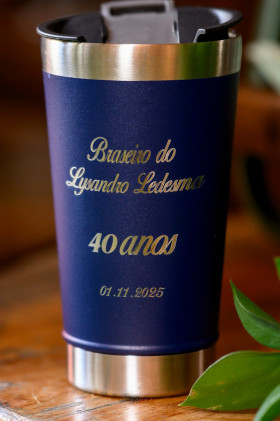 Braseiro do
Lysandro Ledesma
40 anos
01.11.2025